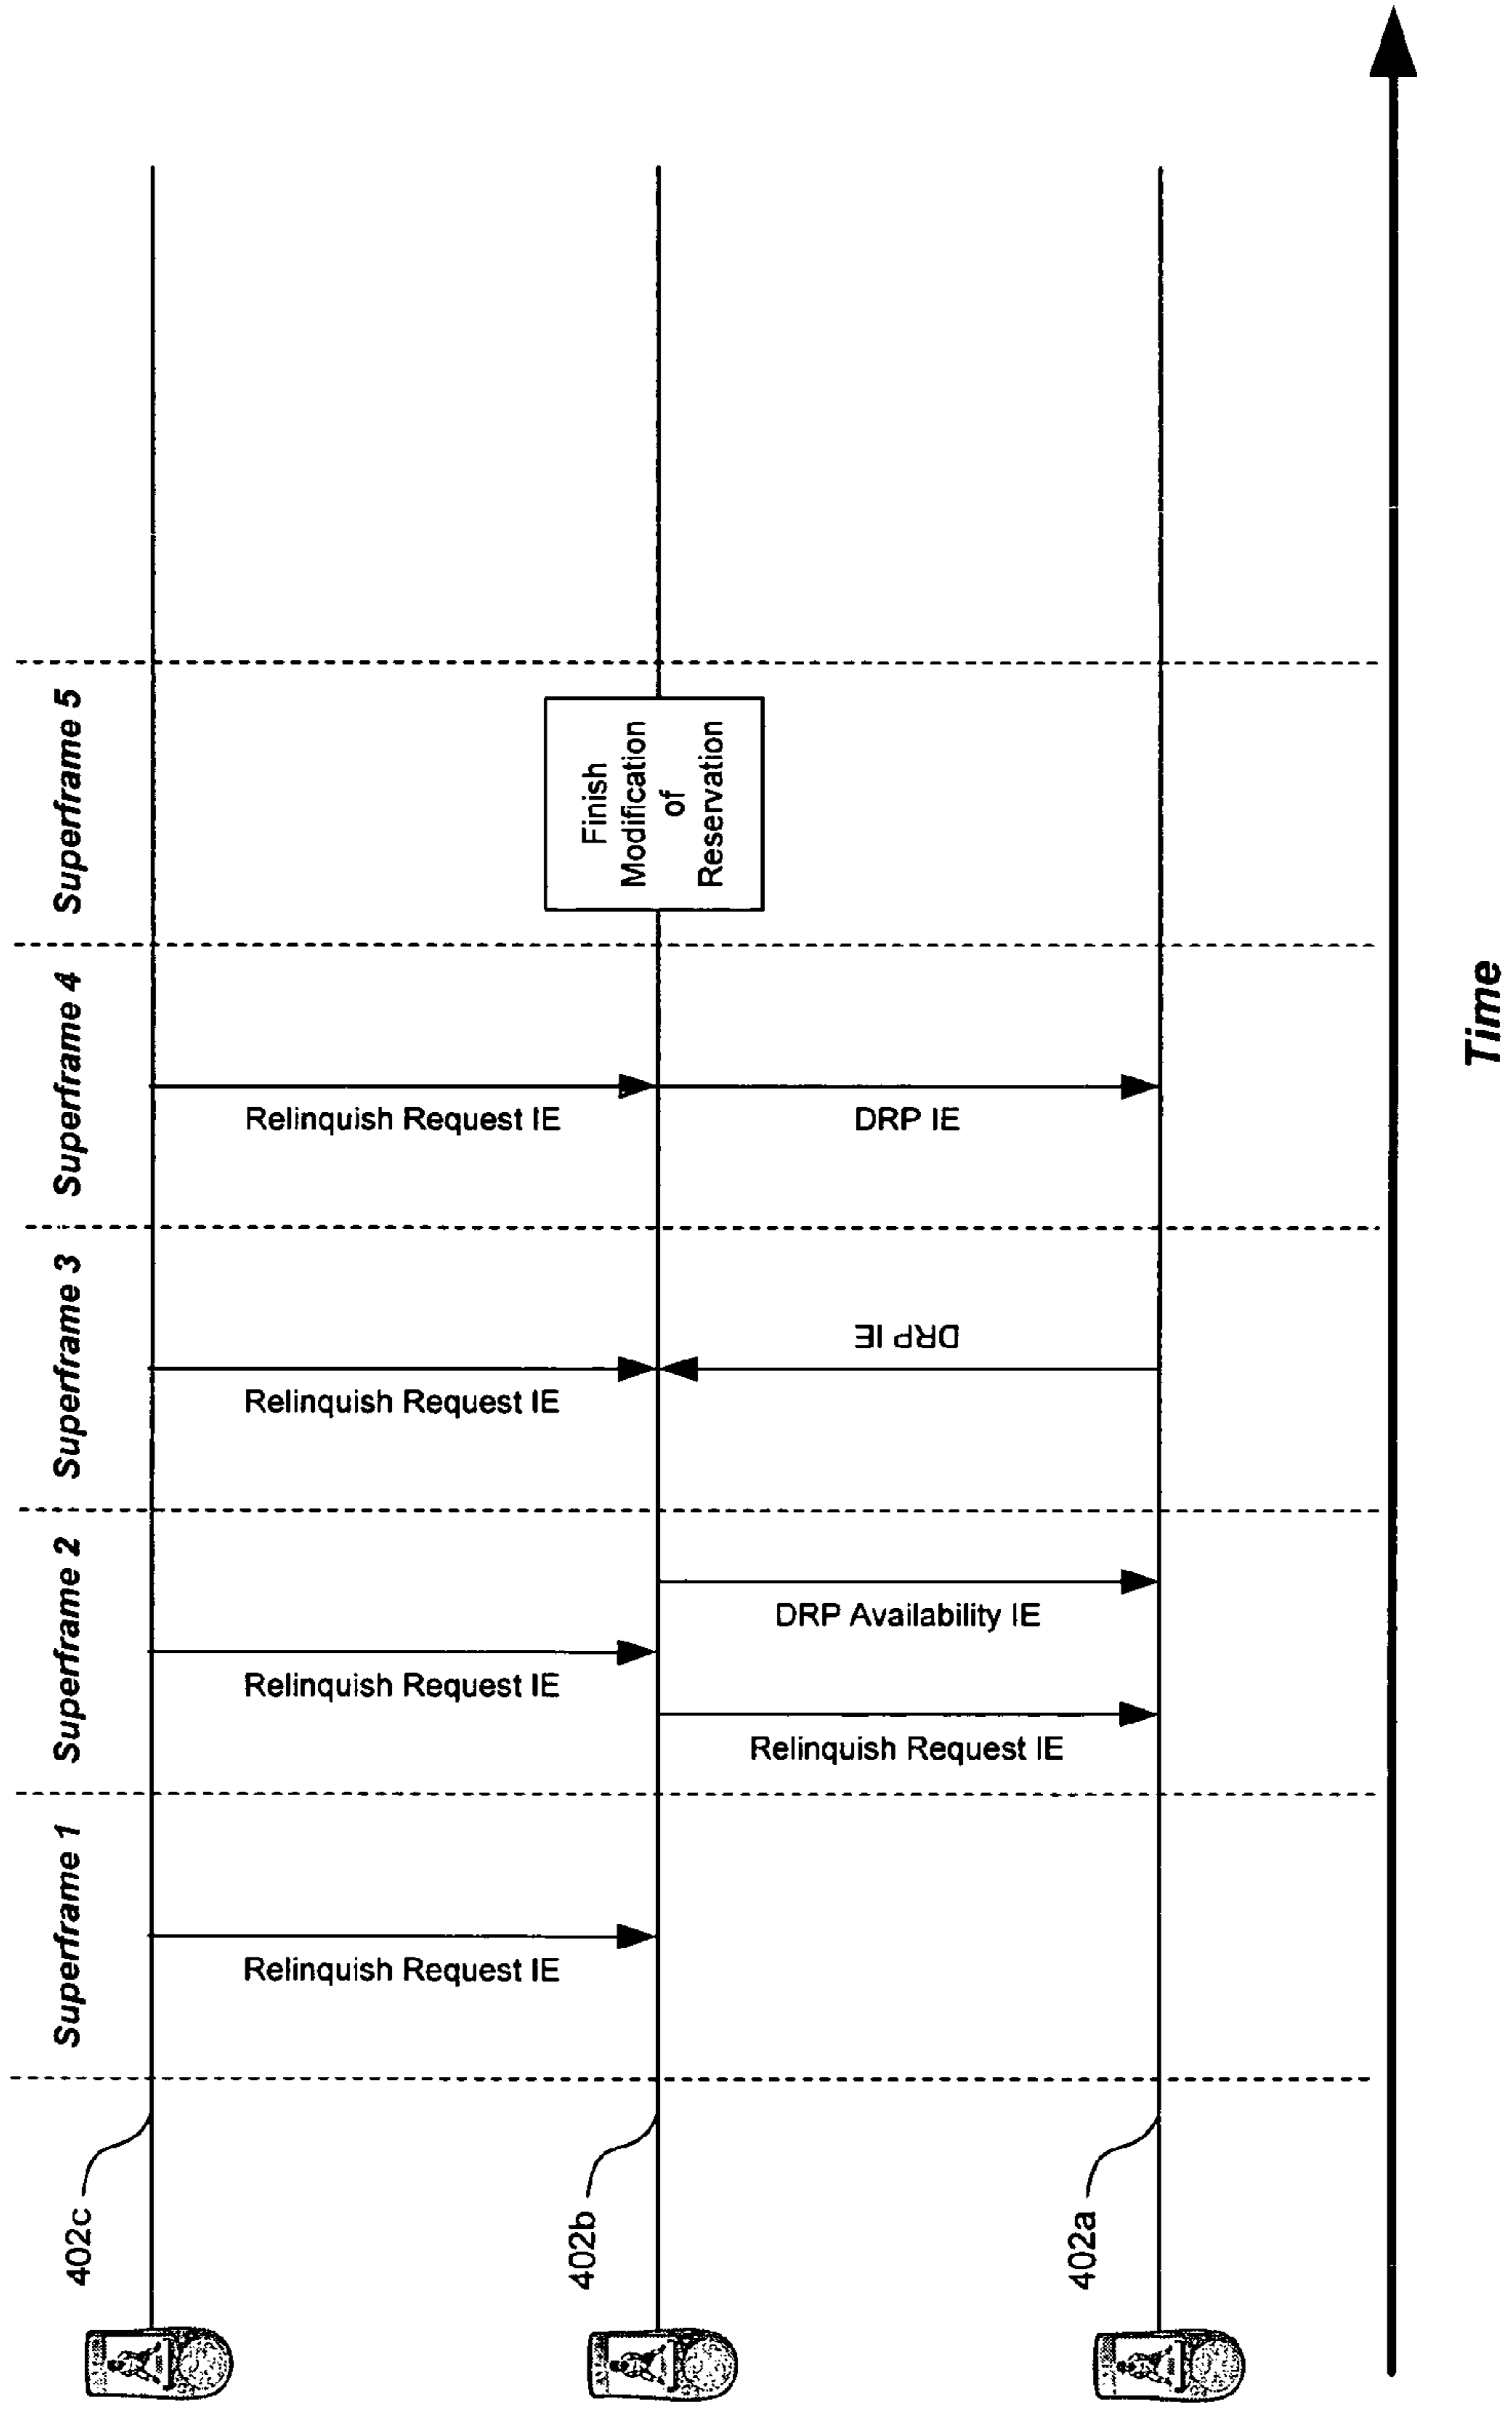 Superframe 1
Superframe 2
Superframe 3
Superframe 4
Superframe 5
402c
Relinquish Request IE
Relinquish Request IE
Relinquish Request IE
Relinquish Request IE
402b
Relinquish Request IE
DRP Availability IE
DRP IE
DRP IE
Finish
Modification
of
Reservation
402a
Time